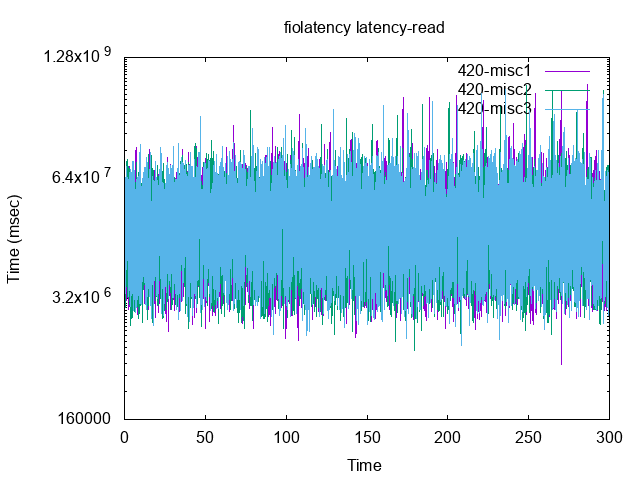 fiolatency latency-read
1.28x10^9
6.4x10^7
3.2x10^6
160000
Time (msec)
420-misc1
420-misc2
420-misc3
0 50 100 150 200 250 300
Time